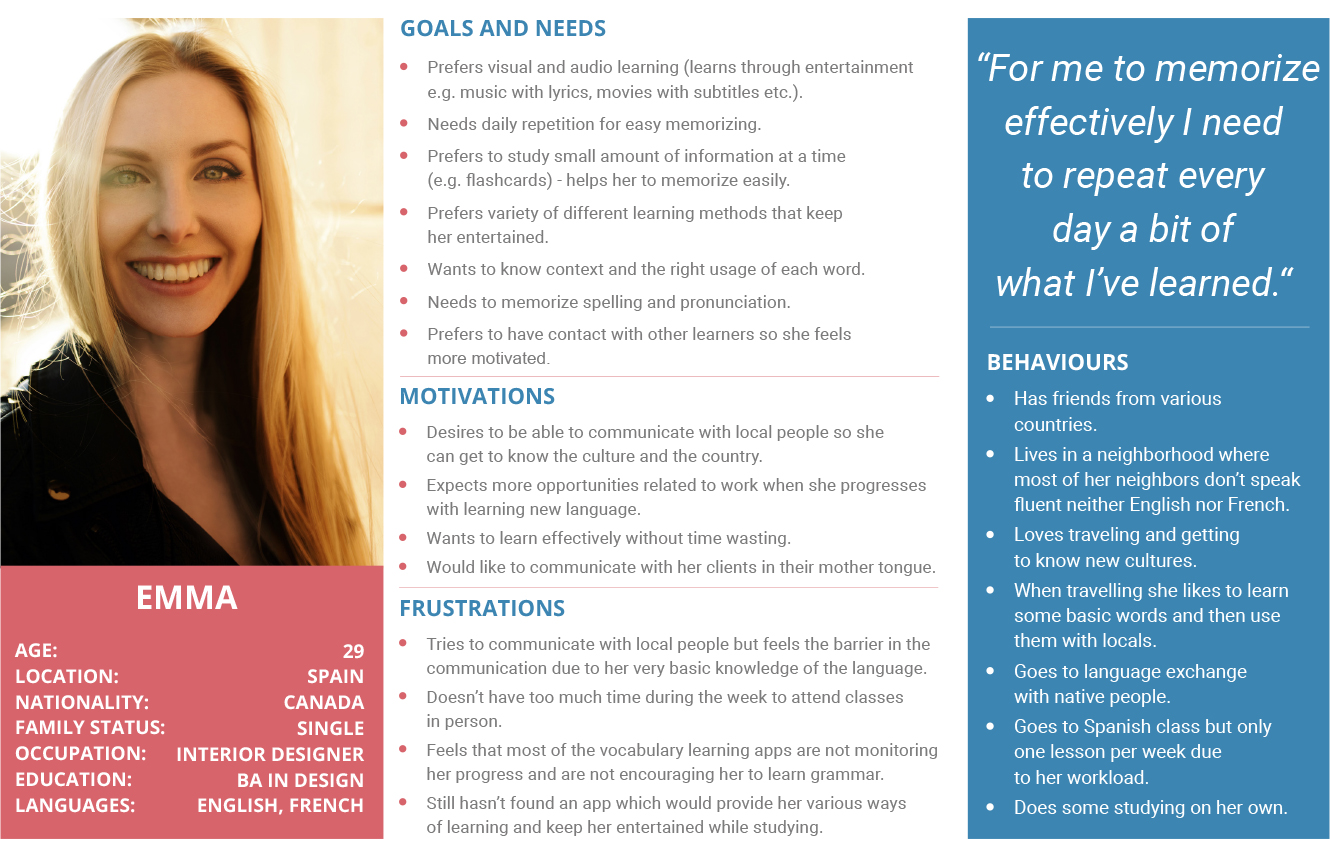 EMMA
AGE: 29
LOCATION: SPAIN
NATIONALITY: CANADA
FAMILY STATUS: SINGLE
OCCUPATION: INTERIOR DESIGNER
EDUCATION: BA IN DESIGN
LANGUAGES: ENGLISH, FRENCH
GOALS AND NEEDS
• Prefers visual and audio learning (learns through entertainment
e.g. music with lyrics, movies with subtitles etc.).
• Needs daily repetition for easy memorizing.
• Prefers to study small amount of information at a time
(e.g. flashcards) - helps her to memorize easily.
• Prefers variety of different learning methods that keep
her entertained.
• Wants to know context and the right usage of each word.
• Needs to memorize spelling and pronunciation.
• Prefers to have contact with other learners so she feels
more motivated.
MOTIVATIONS
• Desires to be able to communicate with local people so she
can get to know the culture and the country.
• Expects more opportunities related to work when she progresses
with learning new language.
• Wants to learn effectively without time wasting.
• Would like to communicate with her clients in their mother tongue.
FRUSTRATIONS
• Tries to communicate with local people but feels the barrier in the
communication due to her very basic knowledge of the language.
• Doesn’t have too much time during the week to attend classes
in person.
• Feels that most of the vocabulary learning apps are not monitoring
her progress and are not encouraging her to learn grammar.
• Still hasn’t found an app which would provide her various ways
of learning and keep her entertained while studying.
“For me to memorize
effectively I need
to repeat every
day a bit of
what I’ve learned.“
BEHAVIOURS
• Has friends from various
countries.
• Lives in a neighborhood where
most of her neighbors don’t speak
fluent neither English nor French.
• Loves traveling and getting
to know new cultures.
• When travelling she likes to learn
some basic words and then use
them with locals.
• Goes to language exchange
with native people.
• Goes to Spanish class but only
one lesson per week due
to her workload.
• Does some studying on her own.